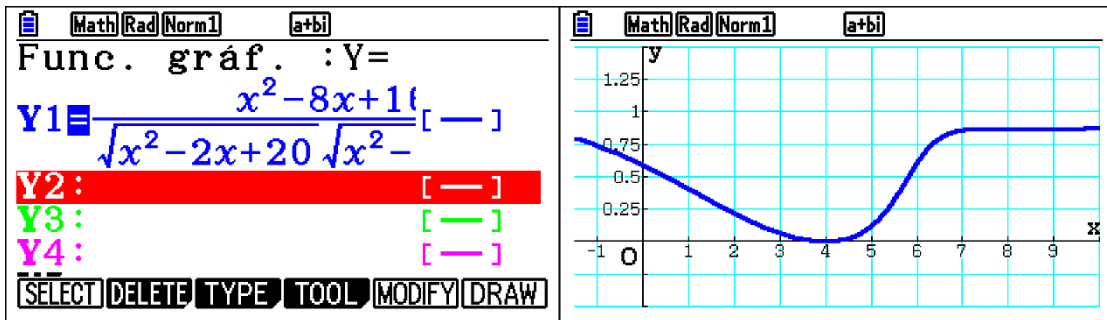 Math Rad Norm1 a+bi
Func. gráf. :Y=
Y1= x²-8x+1
√x²-2x+20 √x²- [—]
Y2: [—]
Y3: [—]
Y4: [—]
SELECT DELETE TYPE TOOL MODIFY DRAW
Math Rad Norm1 a+bi
y
1.25
1
0.75
0.5
0.25
x
-1 O 1 2 3 4 5 6 7 8 9